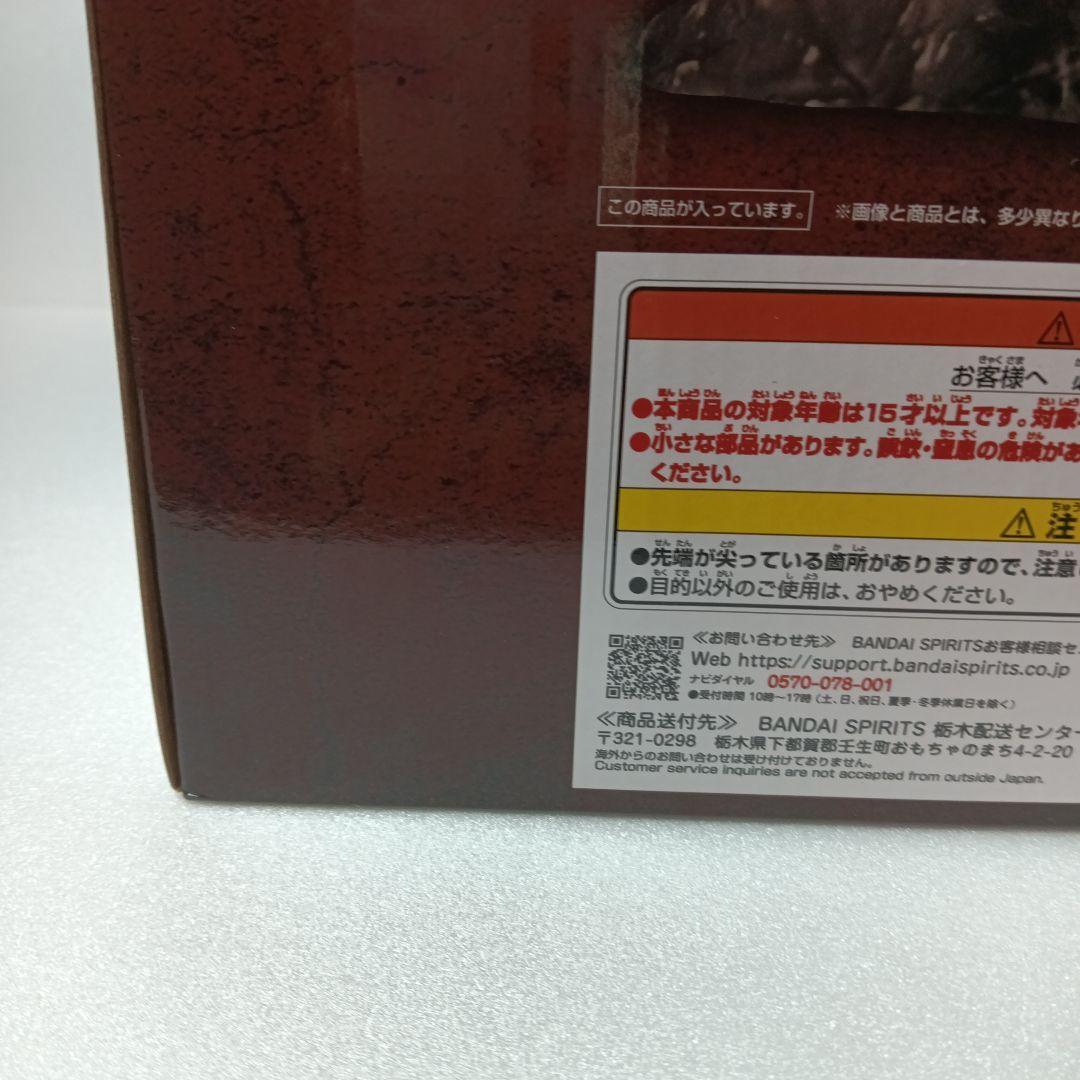 この商品が入っています。 ※画像と商品とは、多少異なり
お客様へ
●本商品の対象年齢は15才以上です。対象
●小さな部品があります。誤飲・窒息の危険があ
ください。
注
●先端が尖っている箇所がありますので、注意
●目的以外のご使用は、おやめください。
≪お問い合わせ先≫ BANDAI SPIRITSお客様相談セ
Web https://support.bandaispirits.co.jp
ナビダイヤル 0570-078-001
●受付時間 10時〜17時(土、日、祝日、夏季・冬季休業日を除く)
≪商品送付先≫ BANDAI SPIRITS 栃木配送センター
〒321-0298 栃木県下都賀郡壬生町おもちゃのまち4-2-20
海外からのお問い合わせは受け付けておりません。
Customer service inquiries are not accepted from outside Japan.